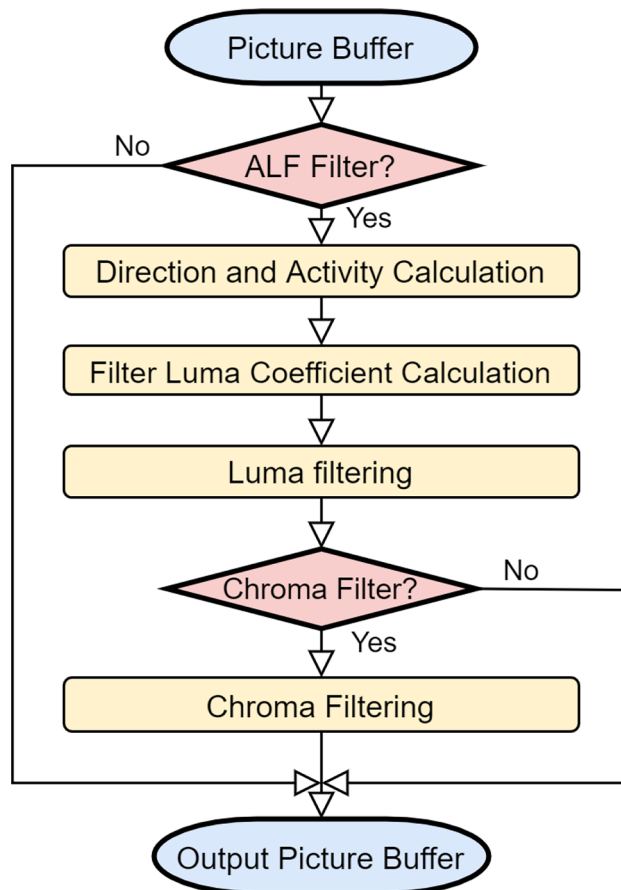 Picture Buffer
No
ALF Filter?
Yes
Direction and Activity Calculation
Filter Luma Coefficient Calculation
Luma filtering
Chroma Filter?
No
Yes
Chroma Filtering
Output Picture Buffer